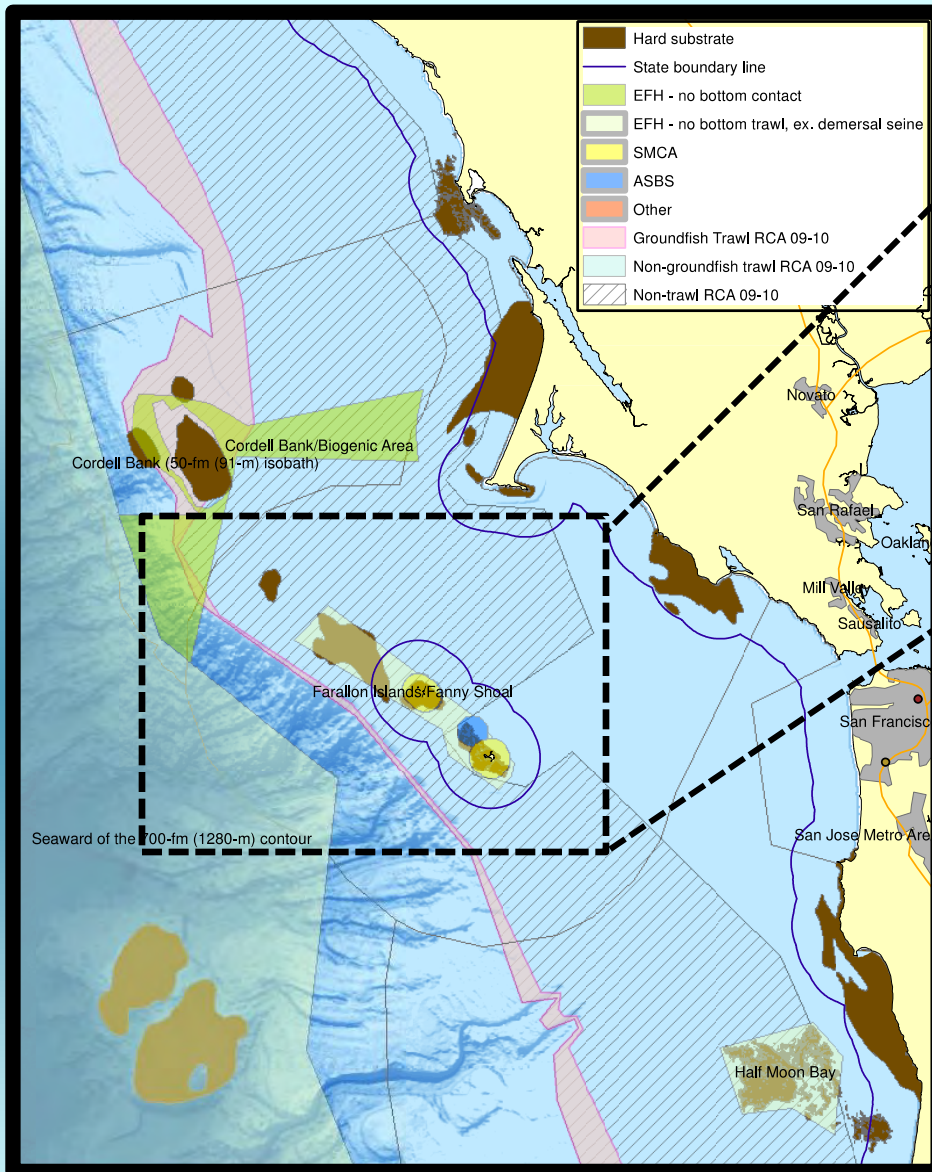 Hard substrate
State boundary line
EFH - no bottom contact
EFH - no bottom trawl, ex. demersal seine
SMCA
ASBS
Other
Groundfish Trawl RCA 09-10
Non-groundfish trawl RCA 09-10
Non-trawl RCA 09-10
Novato
Cordell Bank/Biogenic Area
Cordell Bank (50-fm (91-m) isobath)
San Rafael
Oaklan
Mill Valley
Sausalito
Farallon Islands/Fanny Shoal
San Francisc
Seaward of the 700-fm (1280-m) contour
San Jose Metro Are
Half Moon Bay